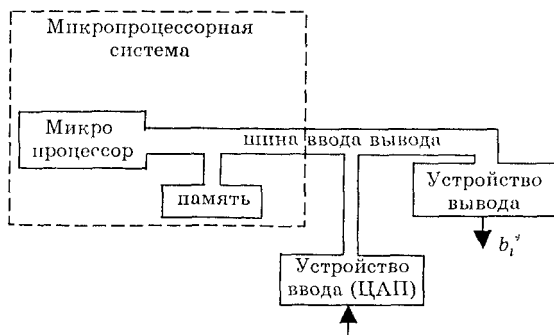 Микропроцессорная
система
Микро
процессор
шина ввода вывода
память
Устройство
вывода
Устройство
ввода (ЦАП)